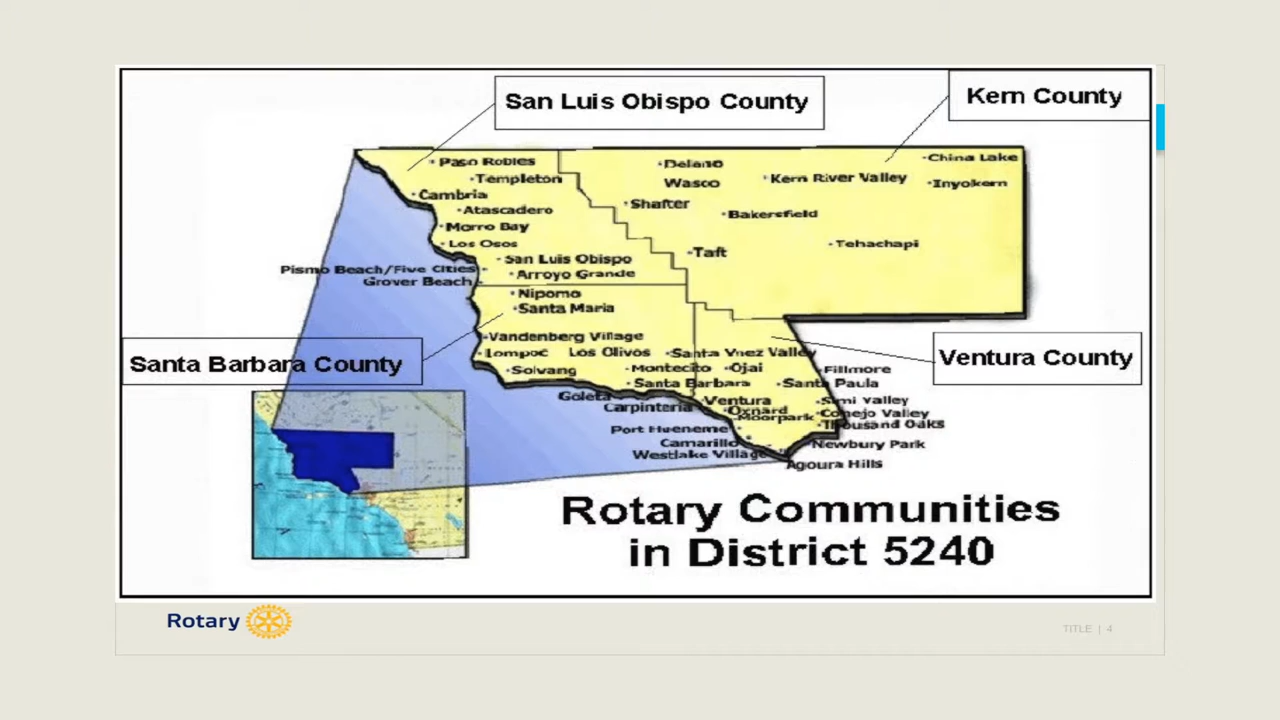 San Luis Obispo County
Kern County
Paso Robles
Delano
China Lake
Templeton
Wasco
Kern River Valley
Inyokern
Cambria
Shafter
Atascadero
Bakersfield
Morro Bay
Los Osos
Taft
Tehachapi
San Luis Obispo
Pismo Beach/Five Cities
Arroyo Grande
Grover Beach
Nipomo
Santa Maria
Vandenberg Village
Santa Barbara County
Lompoc
Los Olivos
Santa Ynez Valley
Ventura County
Solvang
Montecito
Ojai
Fillmore
Santa Barbara
Santa Paula
Goleta
Ventura
Simi Valley
Carpinteria
Oxnard
Conejo Valley
Moorpark
Thousand Oaks
Port Hueneme
Camarillo
Newbury Park
Westlake Village
Agoura Hills
Rotary Communities
in District 5240
Rotary
TITLE | 4